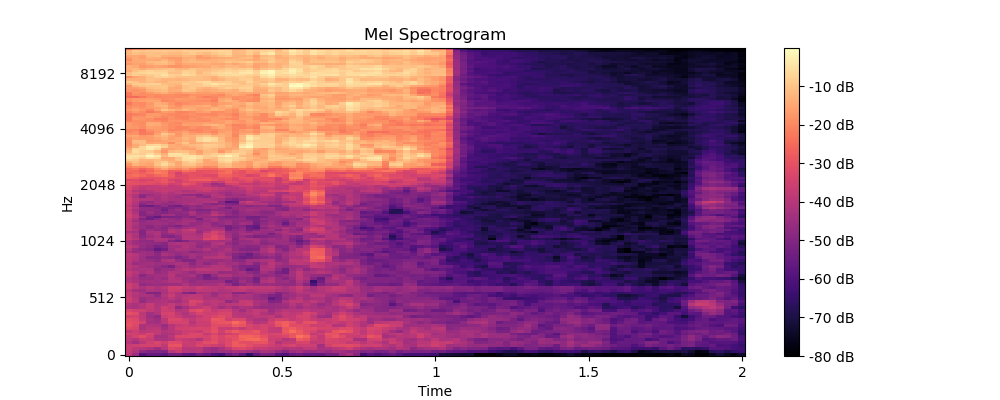 Mel Spectrogram
8192
4096
2048
1024
512
0
Hz
0 0.5 1 1.5 2
Time
-10 dB
-20 dB
-30 dB
-40 dB
-50 dB
-60 dB
-70 dB
-80 dB